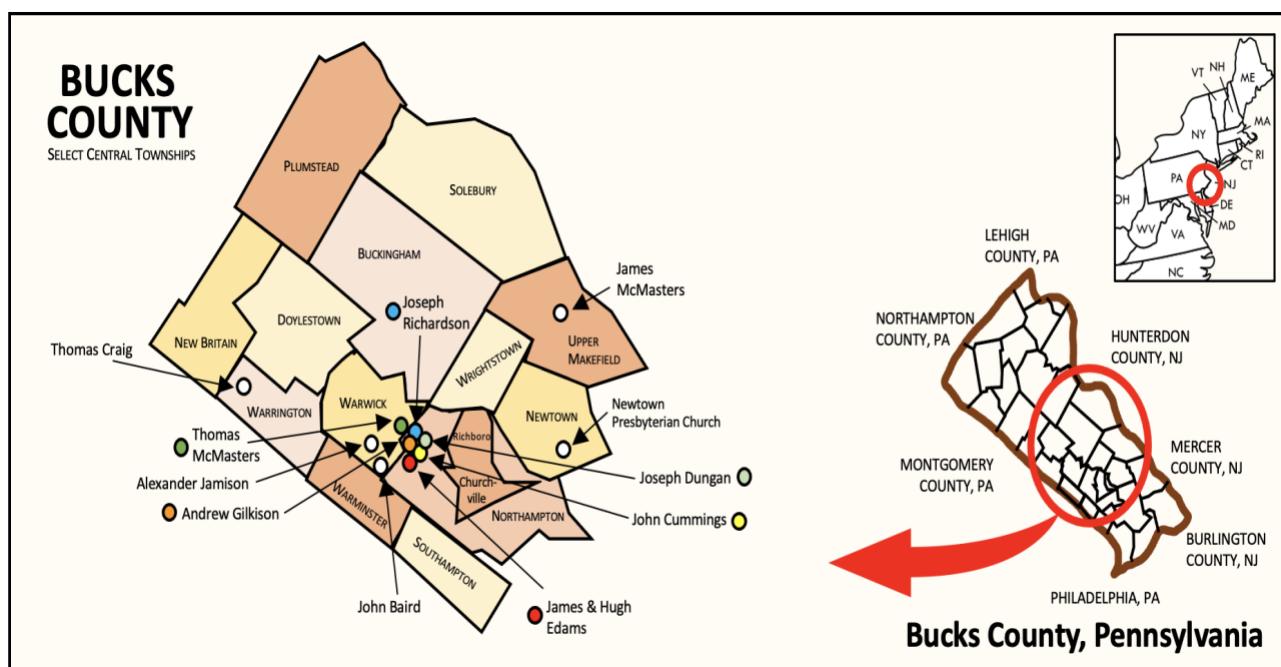 BUCKS
COUNTY
SELECT CENTRAL TOWNSHIPS
PLUMSTEAD
SOLEBURY
BUCKINGHAM
James
McMasters
Joseph
Richardson
DOYLESTOWN
NEW BRITAIN
UPPER
MAKEFIELD
Thomas Craig
WRIGHTSTOWN
WARRINGTON
WARWICK
NEWTOWN
Newtown
Presbyterian Church
Thomas
McMasters
Richboro
Alexander Jamison
Joseph Dungan
Church-
ville
Andrew Gilkison
WARMINSTER
NORTHAMPTON
John Cummings
SOUTHAMPTON
John Baird
James & Hugh
Edams
VT
NH
ME
NY
MA
RI
CT
PA
NJ
OH
DE
MD
WV
VA
NC
LEHIGH
COUNTY, PA
NORTHAMPTON
COUNTY, PA
HUNTERDON
COUNTY, NJ
MERCER
COUNTY, NJ
MONTGOMERY
COUNTY, PA
BURLINGTON
COUNTY, NJ
PHILADELPHIA, PA
Bucks County, Pennsylvania